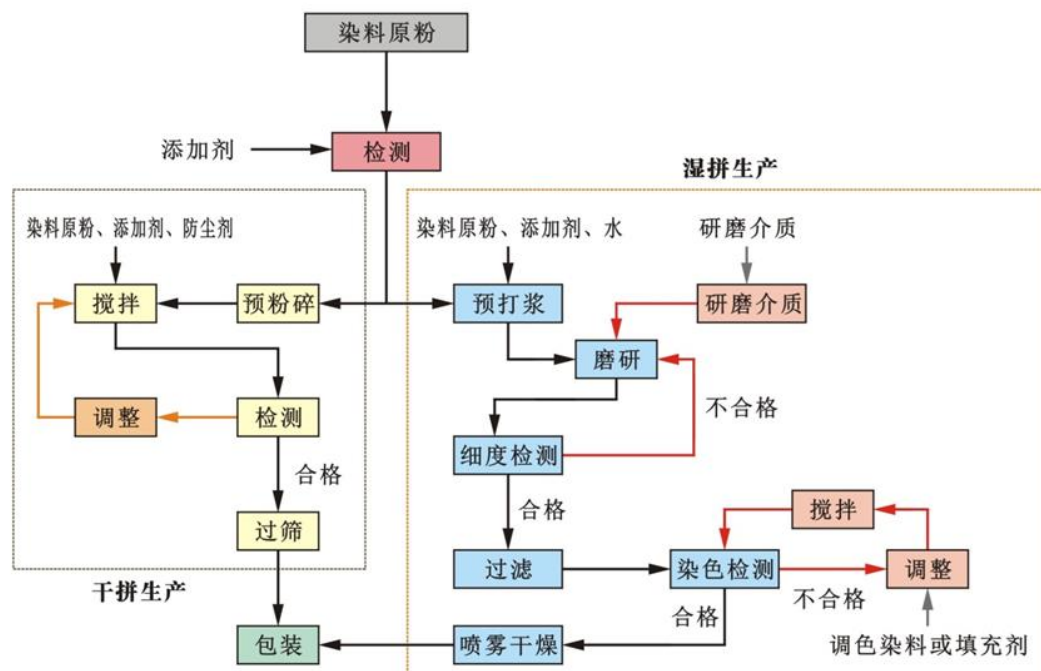 染料原粉
添加剂
检测
湿拼生产
染料原粉、添加剂、防尘剂
染料原粉、添加剂、水
研磨介质
搅拌
预粉碎
预打浆
研磨介质
磨研
调整
检测
不合格
细度检测
合格
合格
搅拌
过筛
过滤
染色检测
调整
不合格
干拼生产
合格
包装
喷雾干燥
调色染料或填充剂